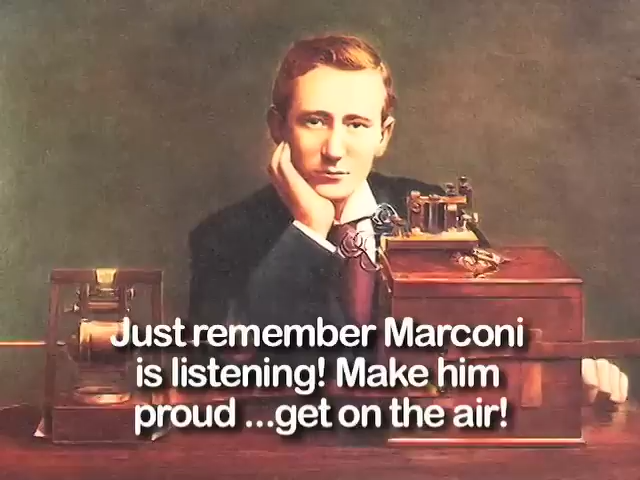 Just remember Marconi
is listening! Make him
proud ...get on the air!